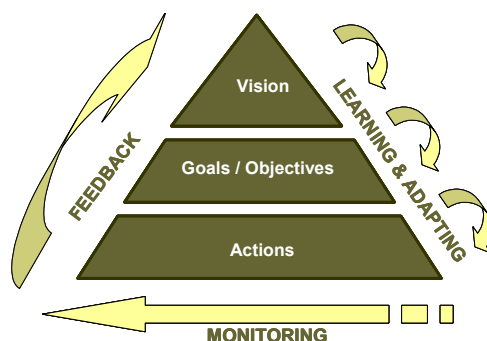 Vision
Goals / Objectives
Actions
FEEDBACK
LEARNING & ADAPTING
MONITORING